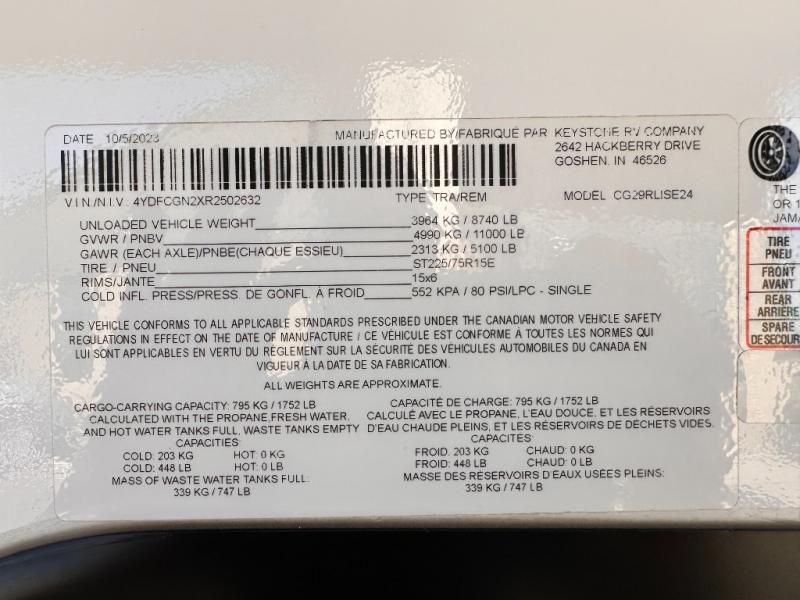 DATE 10/5/2023 MANUFACTURED BY/FABRIQUÉ PAR KEYSTONE RV COMPANY
2642 HACKBERRY DRIVE
GOSHEN, IN 46526
V I N / N.I.V. 4YDFCGN2XR2502632 TYPE TRA/REM MODEL CG29RLISE24
UNLOADED VEHICLE WEIGHT 3964 KG / 8740 LB
GVWR / PNBV 4990 KG / 11000 LB
GAWR (EACH AXLE)/PNBE(CHAQUE ESSIEU) 2313 KG / 5100 LB
TIRE / PNEU ST225/75R15E
RIMS/JANTE 15x6
COLD INFL. PRESS/PRESS. DE GONFL. À FROID 552 KPA / 80 PSI/LPC - SINGLE
THIS VEHICLE CONFORMS TO ALL APPLICABLE STANDARDS PRESCRIBED UNDER THE CANADIAN MOTOR VEHICLE SAFETY
REGULATIONS IN EFFECT ON THE DATE OF MANUFACTURE / CE VÉHICULE EST CONFORME À TOUTES LES NORMES QUI
LUI SONT APPLICABLES EN VERTU DU RÈGLEMENT SUR LA SÉCURITÉ DES VÉHICULES AUTOMOBILES DU CANADA EN
VIGUEUR À LA DATE DE SA FABRICATION.
ALL WEIGHTS ARE APPROXIMATE.
CARGO-CARRYING CAPACITY: 795 KG / 1752 LB
CALCULATED WITH THE PROPANE, FRESH WATER,
AND HOT WATER TANKS FULL, WASTE TANKS EMPTY
CAPACITIES:
COLD: 203 KG HOT: 0 KG
COLD: 448 LB HOT: 0 LB
MASS OF WASTE WATER TANKS FULL:
339 KG / 747 LB
CAPACITÉ DE CHARGE: 795 KG / 1752 LB
CALCULÉ AVEC LE PROPANE, L'EAU DOUCE, ET LES RÉSERVOIRS
D'EAU CHAUDE PLEINS, ET LES RÉSERVOIRS DE DÉCHETS VIDES.
CAPACITÉS:
FROID: 203 KG CHAUD: 0 KG
FROID: 448 LB CHAUD: 0 LB
MASSE DES RÉSERVOIRS D'EAUX USÉES PLEINS:
339 KG / 747 LB
THE
OR 1
JAMA
TIRE
PNEU
FRONT
AVANT
REAR
ARRIÈRE
SPARE
DE SECOURS